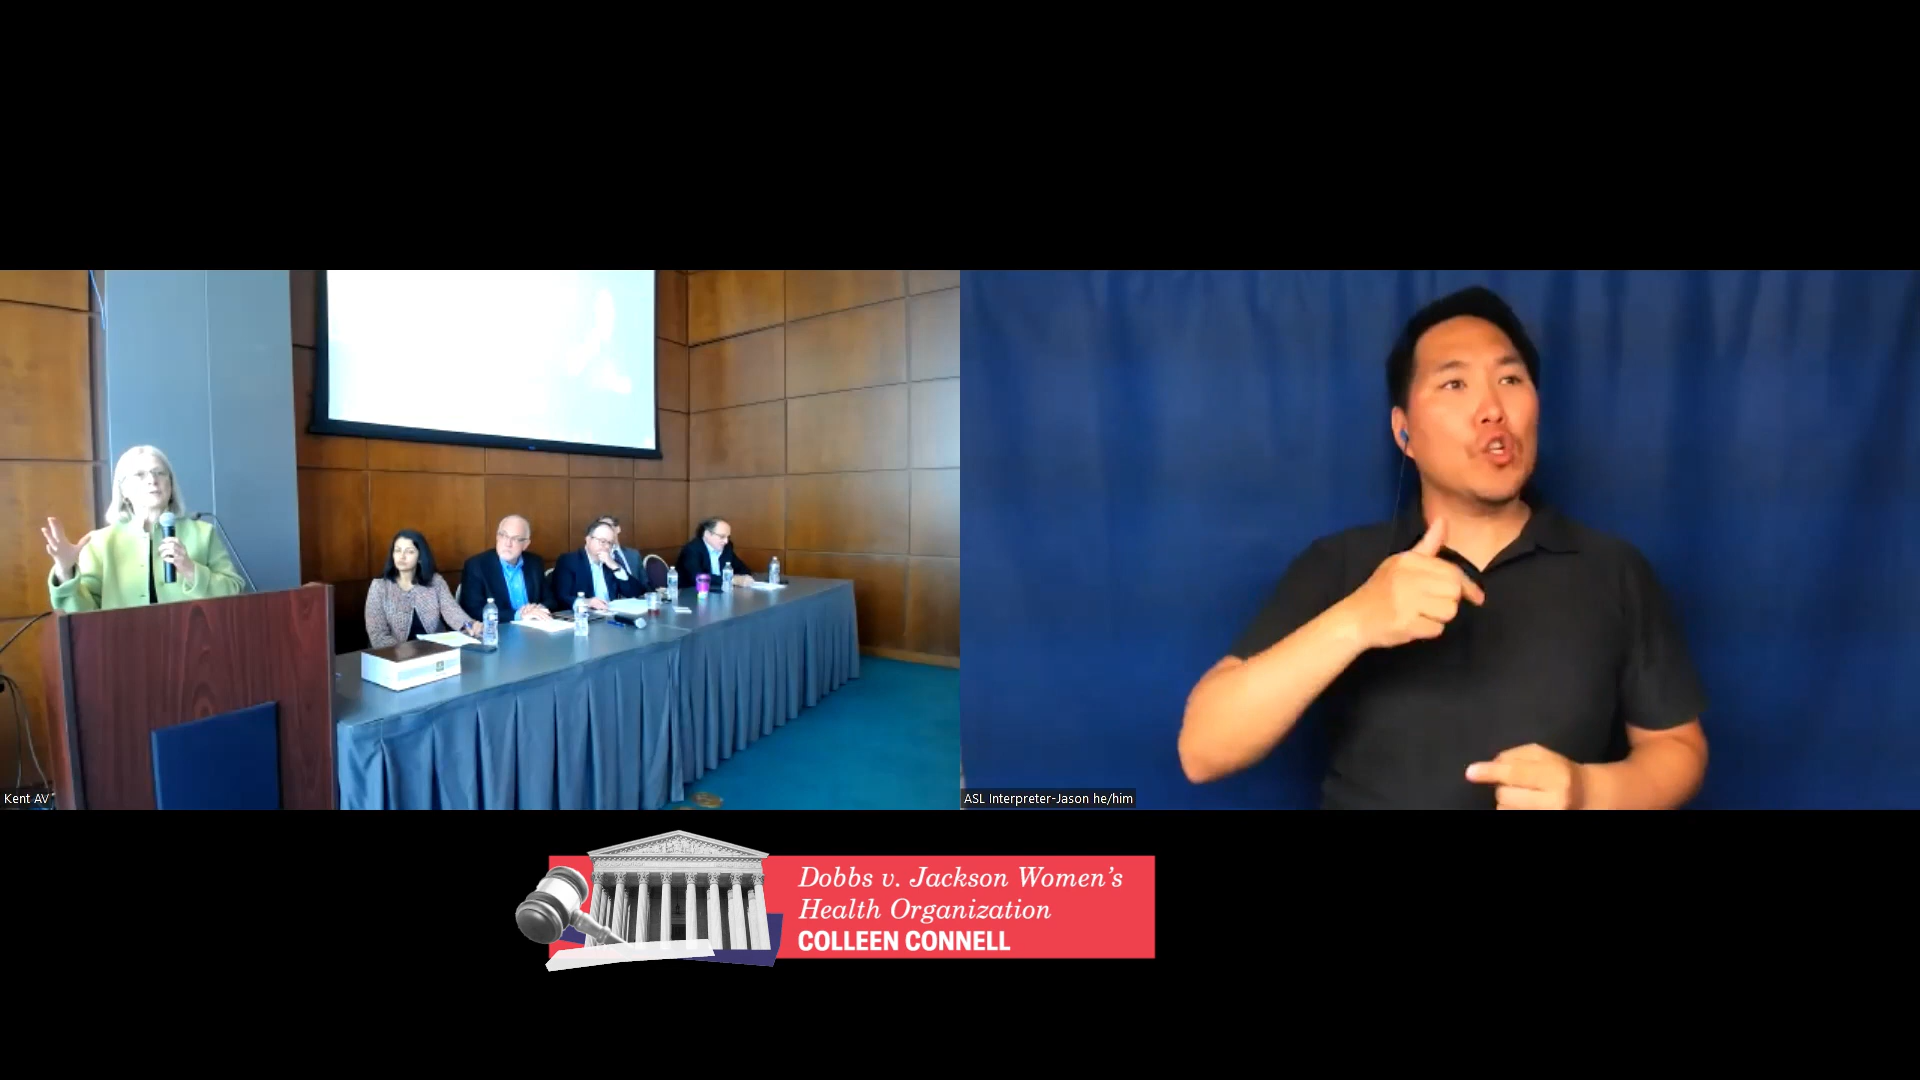 Kent AV
ASL Interpreter-Jason he/him
Dobbs v. Jackson Women's
Health Organization
COLLEEN CONNELL